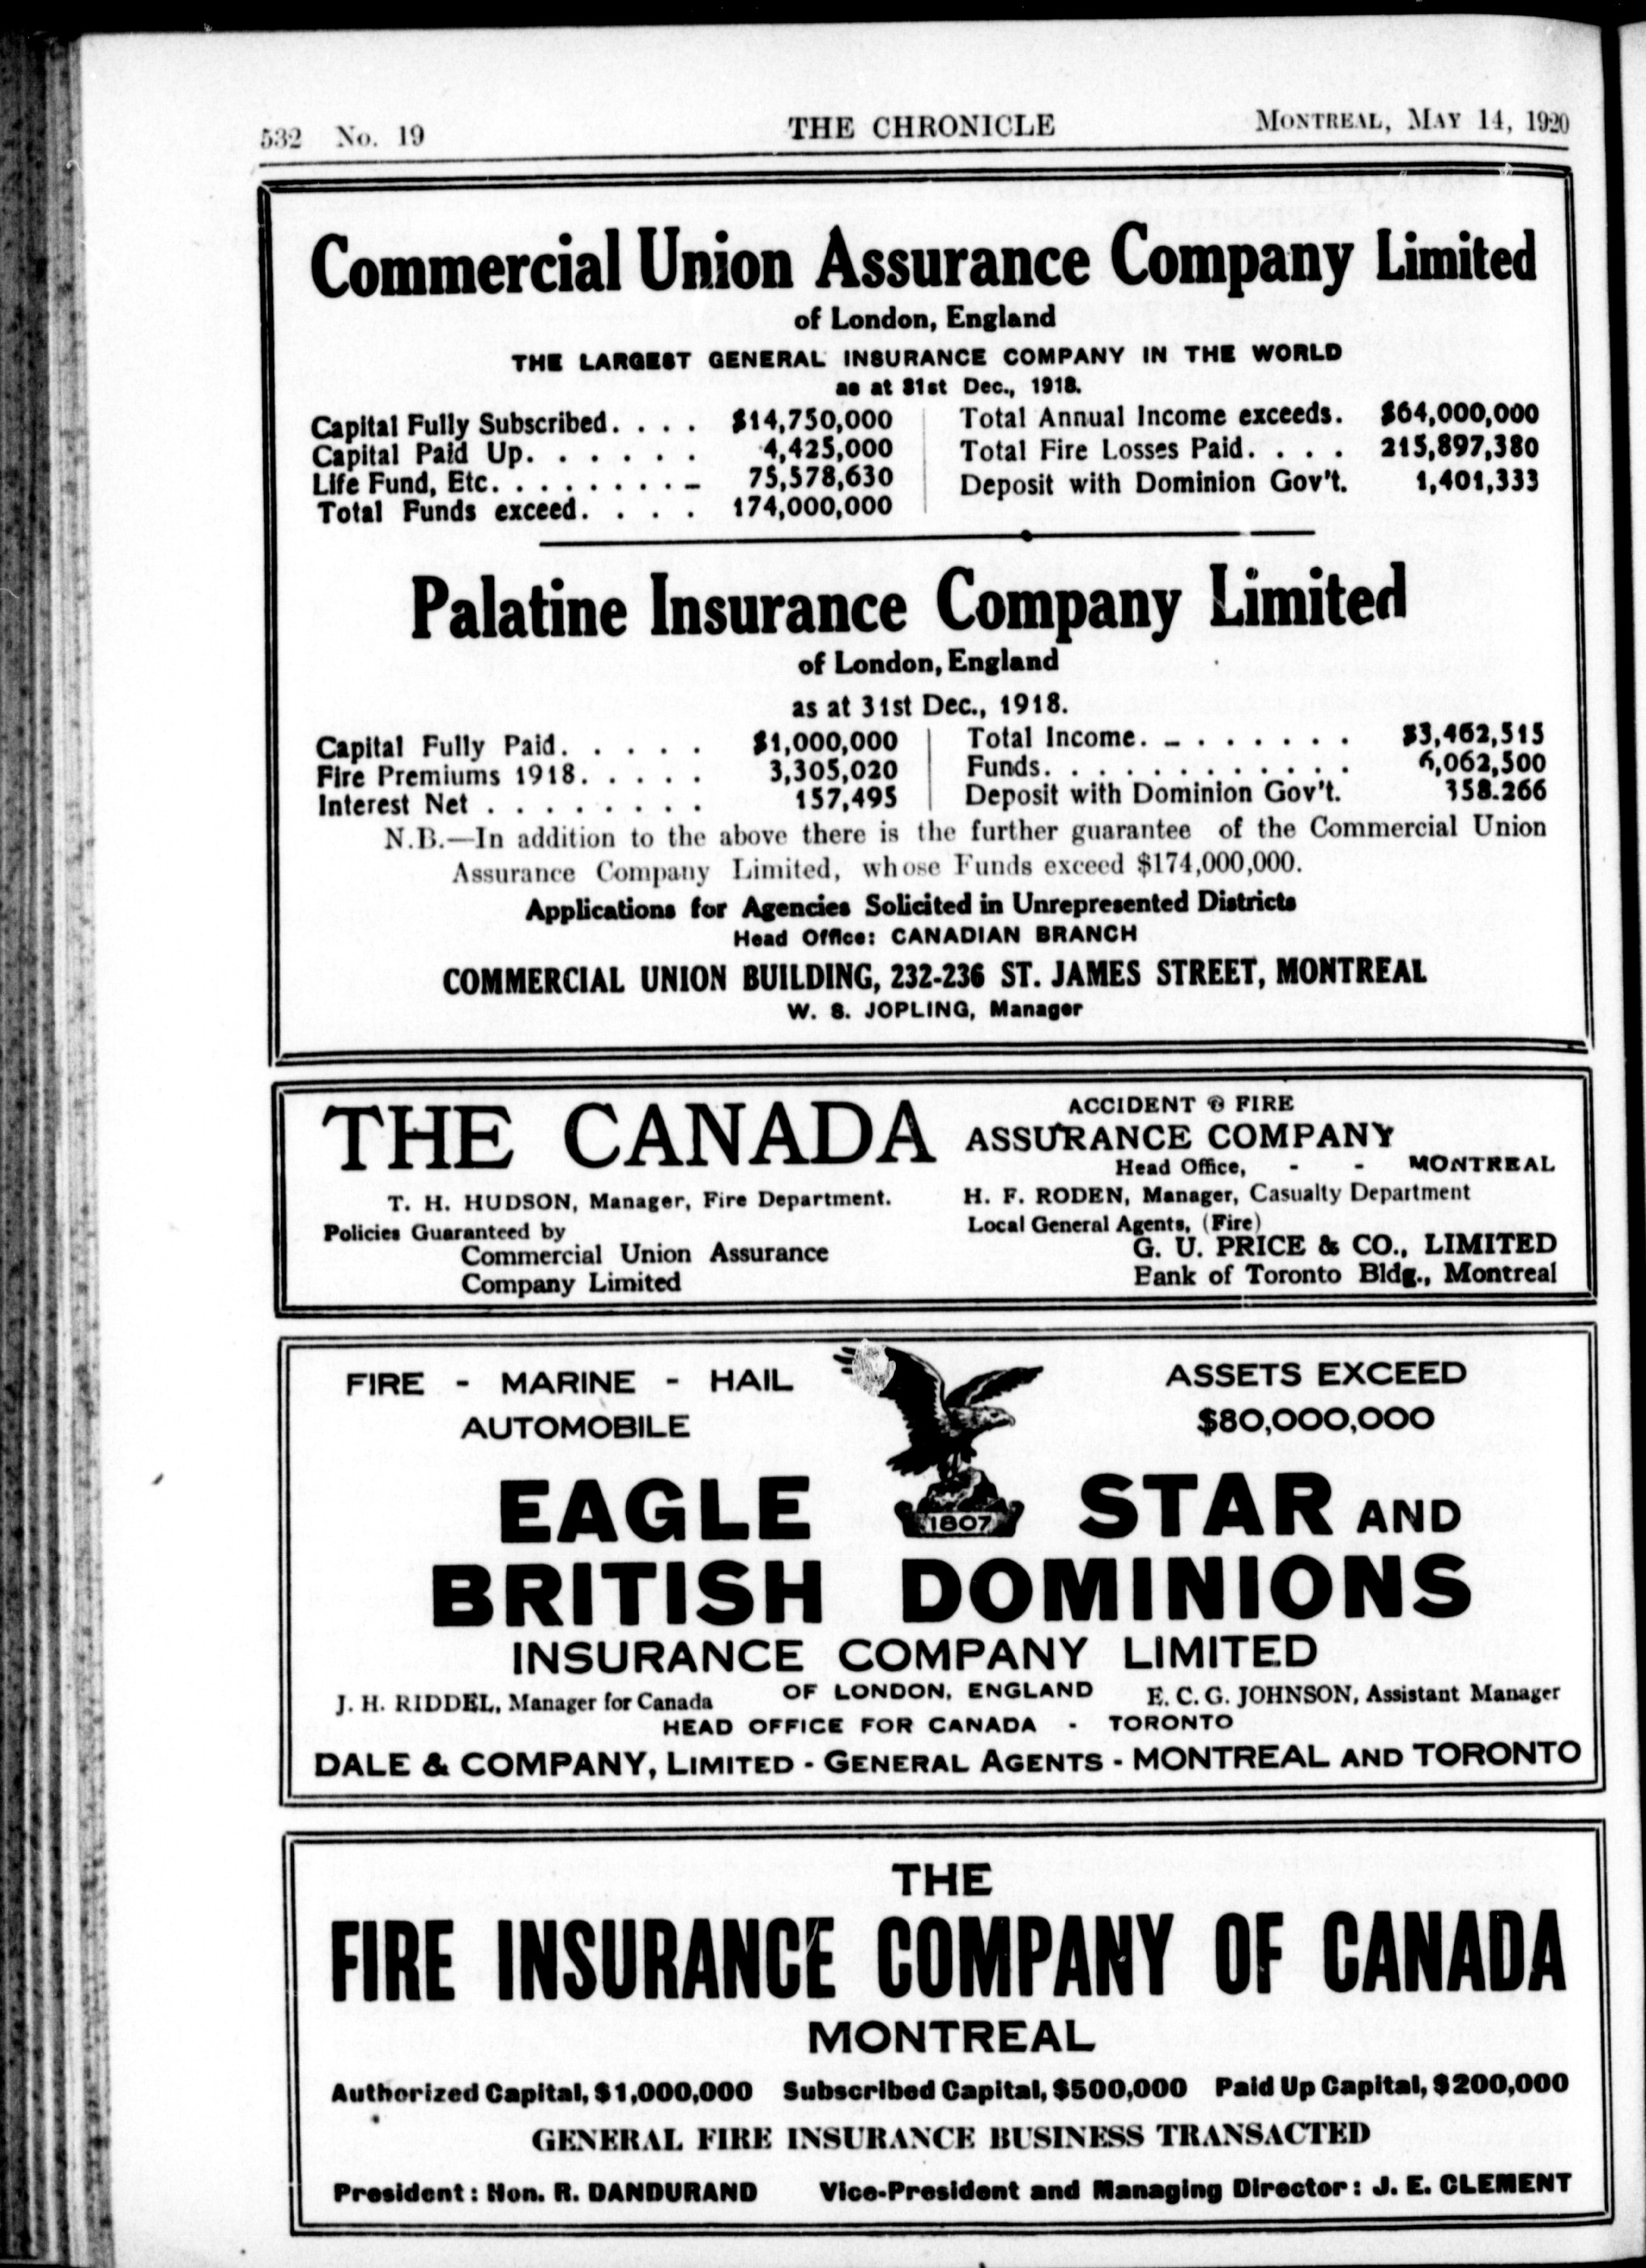 532 No. 19 THE CHRONICLE MONTREAL, MAY 14, 1920
Commercial Union Assurance Company Limited
of London, England
THE LARGEST GENERAL INSURANCE COMPANY IN THE WORLD
as at 31st Dec., 1918.
Capital Fully Subscribed. . . . $14,750,000
Capital Paid Up. . . . . . . 4,425,000
Life Fund, Etc. . . . . . . . . 75,578,630
Total Funds exceed. . . . . 174,000,000
Total Annual Income exceeds. $64,000,000
Total Fire Losses Paid. . . . 215,897,380
Deposit with Dominion Gov't. 1,401,333
Palatine Insurance Company Limited
of London, England
as at 31st Dec., 1918.
Capital Fully Paid. . . . . . $1,000,000
Fire Premiums 1918. . . . . . 3,305,020
Interest Net . . . . . . . . 157,495
Total Income. . . . . . . . . $3,462,515
Funds. . . . . . . . . . . . . 6,062,500
Deposit with Dominion Gov't. 358.266
N.B.—In addition to the above there is the further guarantee of the Commercial Union
Assurance Company Limited, whose Funds exceed $174,000,000.
Applications for Agencies Solicited in Unrepresented Districts
Head Office: CANADIAN BRANCH
COMMERCIAL UNION BUILDING, 232-236 ST. JAMES STREET, MONTREAL
W. S. JOPLING, Manager
THE CANADA
ACCIDENT & FIRE
ASSURANCE COMPANY
Head Office, - - MONTREAL
T. H. HUDSON, Manager, Fire Department.
H. F. RODEN, Manager, Casualty Department
Policies Guaranteed by
Commercial Union Assurance
Company Limited
Local General Agents, (Fire)
G. U. PRICE & CO., LIMITED
Bank of Toronto Bldg., Montreal
FIRE - MARINE - HAIL
AUTOMOBILE
ASSETS EXCEED
$80,000,000
EAGLE 1807 STAR AND
BRITISH DOMINIONS
INSURANCE COMPANY LIMITED
OF LONDON, ENGLAND
J. H. RIDDEL, Manager for Canada
E. C. G. JOHNSON, Assistant Manager
HEAD OFFICE FOR CANADA - TORONTO
DALE & COMPANY, LIMITED - GENERAL AGENTS - MONTREAL AND TORONTO
THE
FIRE INSURANCE COMPANY OF CANADA
MONTREAL
Authorized Capital, $1,000,000 Subscribed Capital, $500,000 Paid Up Capital, $200,000
GENERAL FIRE INSURANCE BUSINESS TRANSACTED
President: Hon. R. DANDURAND Vice-President and Managing Director: J. E. CLEMENT